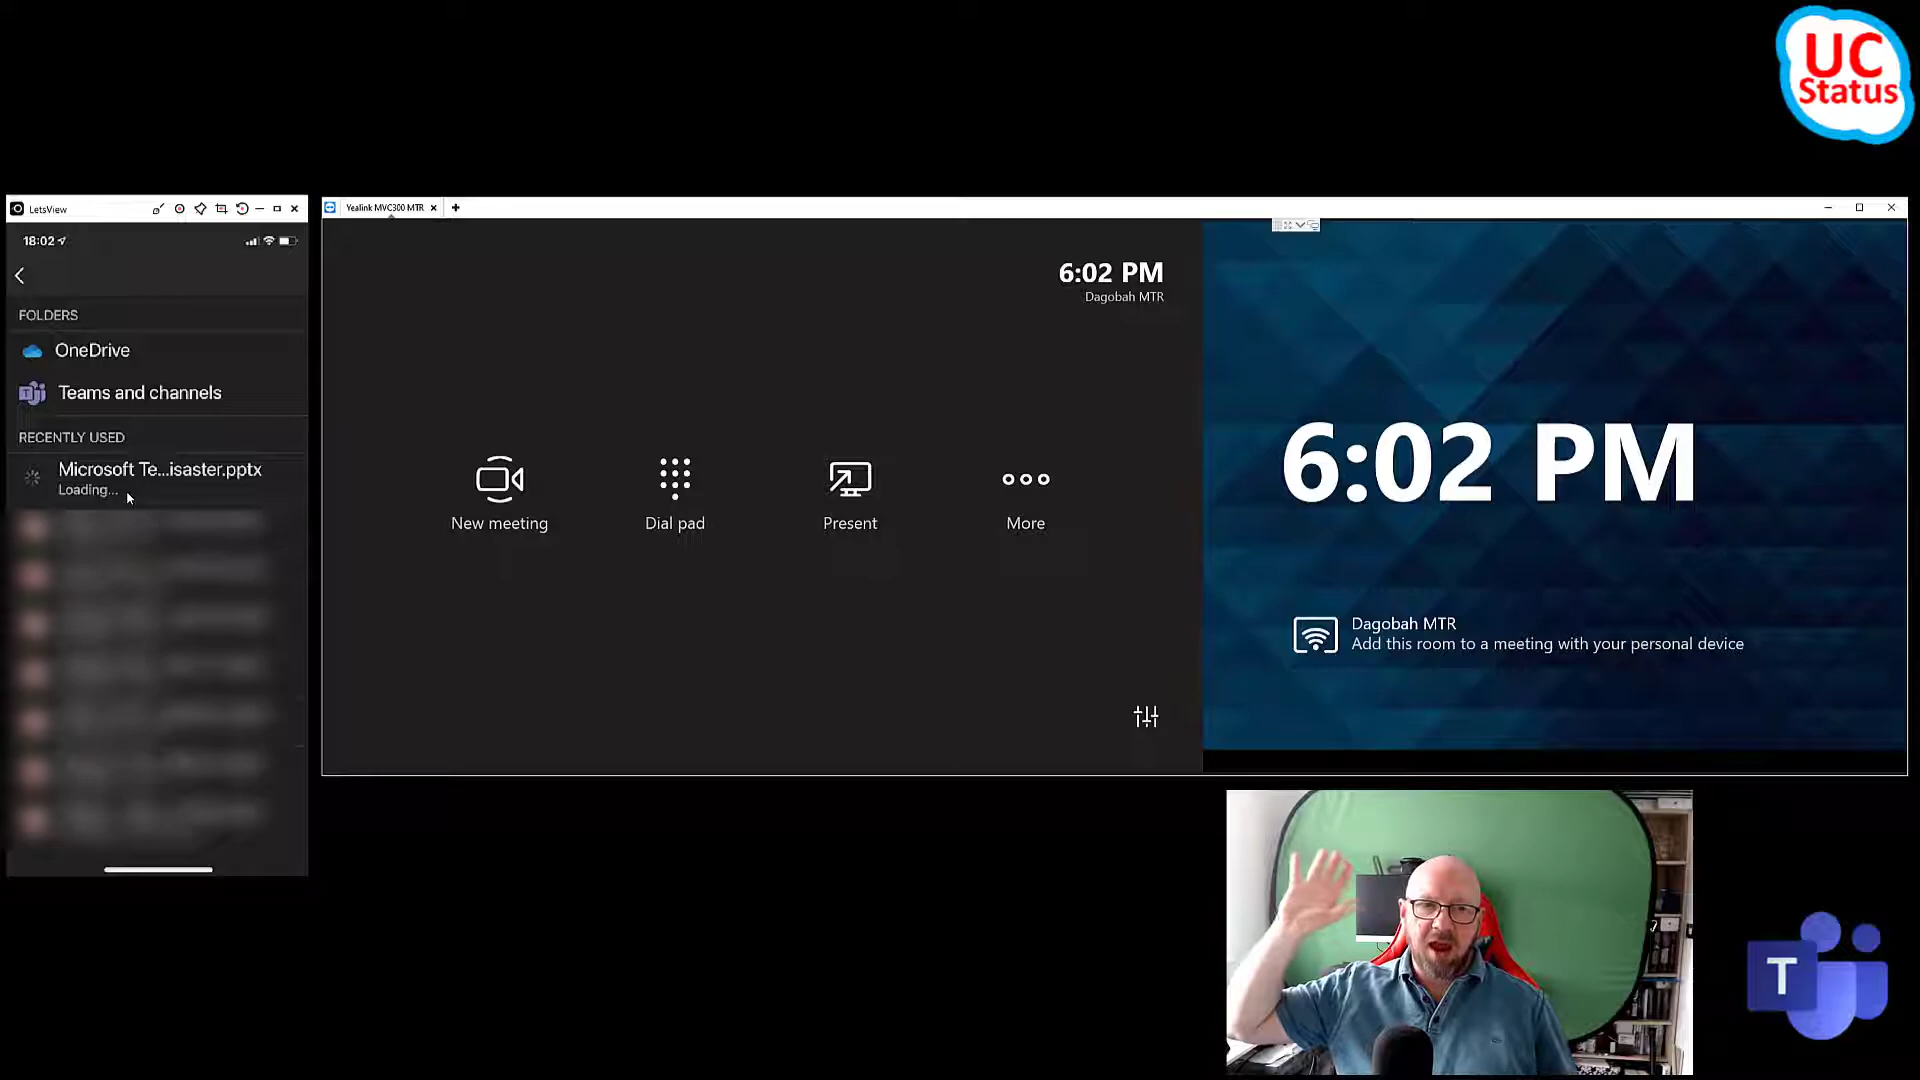 UC
Status
LetsView
18:02
FOLDERS
OneDrive
Teams and channels
RECENTLY USED
Microsoft Te...isaster.pptx
Loading...
Yealink MVC300 MTR
6:02 PM
Dagobah MTR
New meeting
Dial pad
Present
More
6:02 PM
Dagobah MTR
Add this room to a meeting with your personal device
T